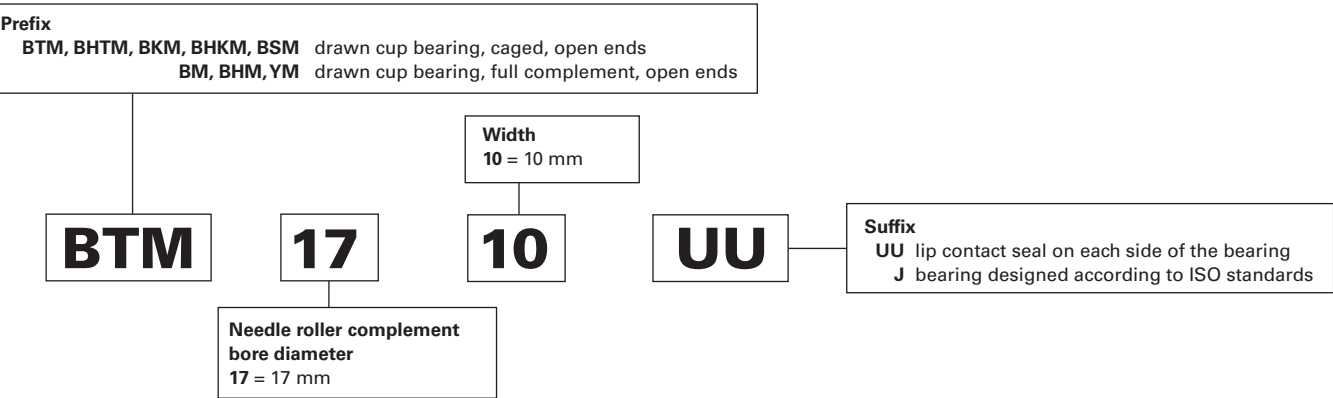 Prefix
BTM, BHTM, BKM, BHKM, BSM drawn cup bearing, caged, open ends
BM, BHM, YM drawn cup bearing, full complement, open ends
Width
10 = 10 mm
BTM 17 10 UU
Suffix
UU lip contact seal on each side of the bearing
J bearing designed according to ISO standards
Needle roller complement
bore diameter
17 = 17 mm